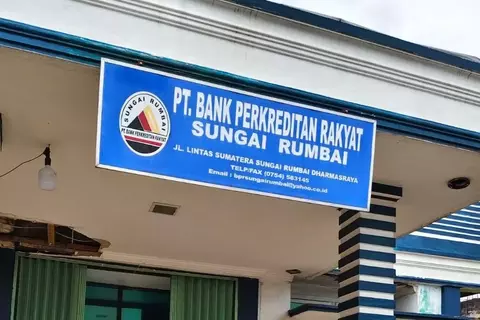 SUNGAI RUMBAI
PT. BPR PERKREDITAN RAKYAT
PT. BANK PERKREDITAN RAKYAT
SUNGAI RUMBAI
JL. LINTAS SUMATERA SUNGAI RUMBAI DHARMASRAYA
TELP/FAX (0754) 583145
Email : bprsungairumbai@yahoo.co.id